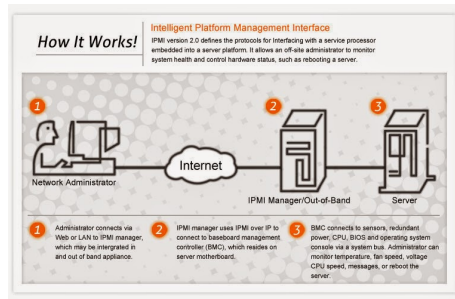 How It Works!
Intelligent Platform Management Interface
IPMI version 2.0 defines the protocols for Interfacing with a service processor
embedded into a server platform. It allows an off-site administrator to monitor
system health and control hardware status, such as rebooting a server.
1
2
3
Internet
Network Administrator
IPMI Manager/Out-of-Band
Server
1
Administrator connects via
Web or LAN to IPMI manager,
which may be intergrated in
and out of band appliance.
2
IPMI manager uses IPMI over IP to
connect to baseboard management
controller (BMC), which resides on
server motherboard.
3
BMC connects to sensors, redundant
power, CPU, BIOS and operating system
console via a system bus. Administrator can
monitor temperature, fan speed, voltage
CPU speed, messages, or reboot the
server.